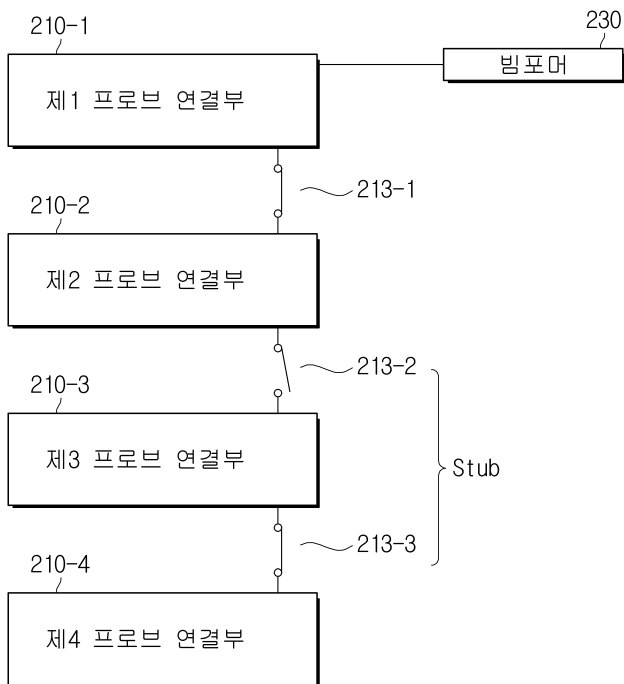 210-1
230
제1 프로브 연결부
빔포머
213-1
210-2
제2 프로브 연결부
213-2
210-3
제3 프로브 연결부
Stub
213-3
210-4
제4 프로브 연결부